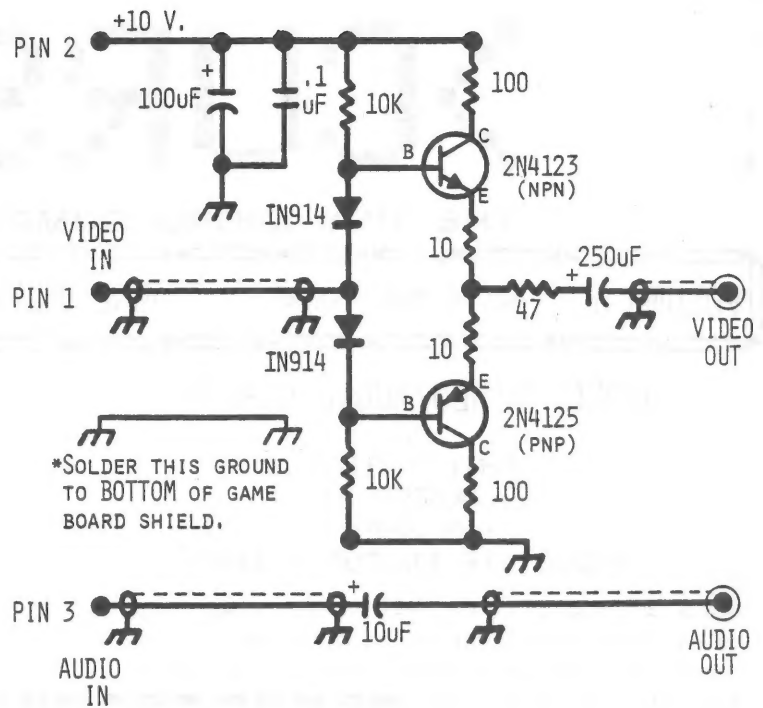 +10 V.
PIN 2
+
100uF
.1
uF
10K
100
B
C
2N4123
(NPN)
E
IN914
10
VIDEO
IN
PIN 1
+
250uF
47
VIDEO
OUT
IN914
10
E
B
2N4125
(PNP)
C
*SOLDER THIS GROUND
TO BOTTOM OF GAME
BOARD SHIELD.
10K
100
PIN 3
+
10uF
AUDIO
IN
AUDIO
OUT